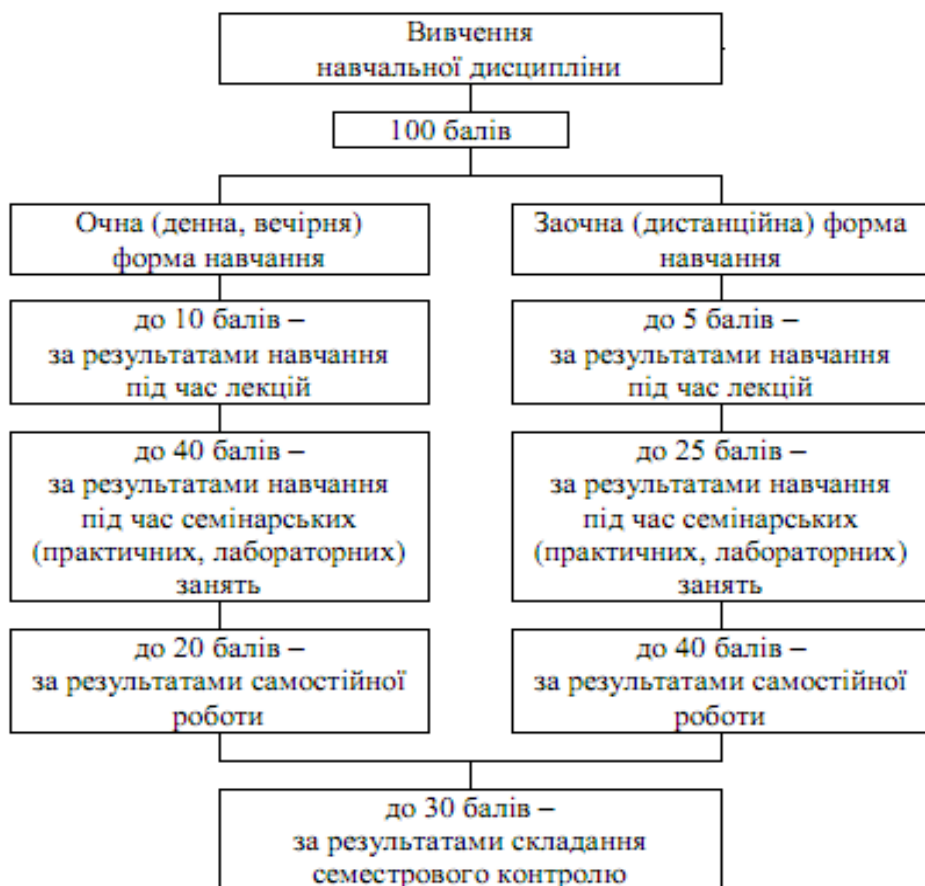 Вивчення
навчальної дисципліни
100 балів
Очна (денна, вечірня)
форма навчання
до 10 балів –
за результатами навчання
під час лекцій
до 40 балів –
за результатами навчання
під час семінарських
(практичних, лабораторних)
занять
до 20 балів –
за результатами самостійної
роботи
Заочна (дистанційна) форма
навчання
до 5 балів –
за результатами навчання
під час лекцій
до 25 балів –
за результатами навчання
під час семінарських
(практичних, лабораторних)
занять
до 40 балів –
за результатами самостійної
роботи
до 30 балів –
за результатами складання
семестрового контролю